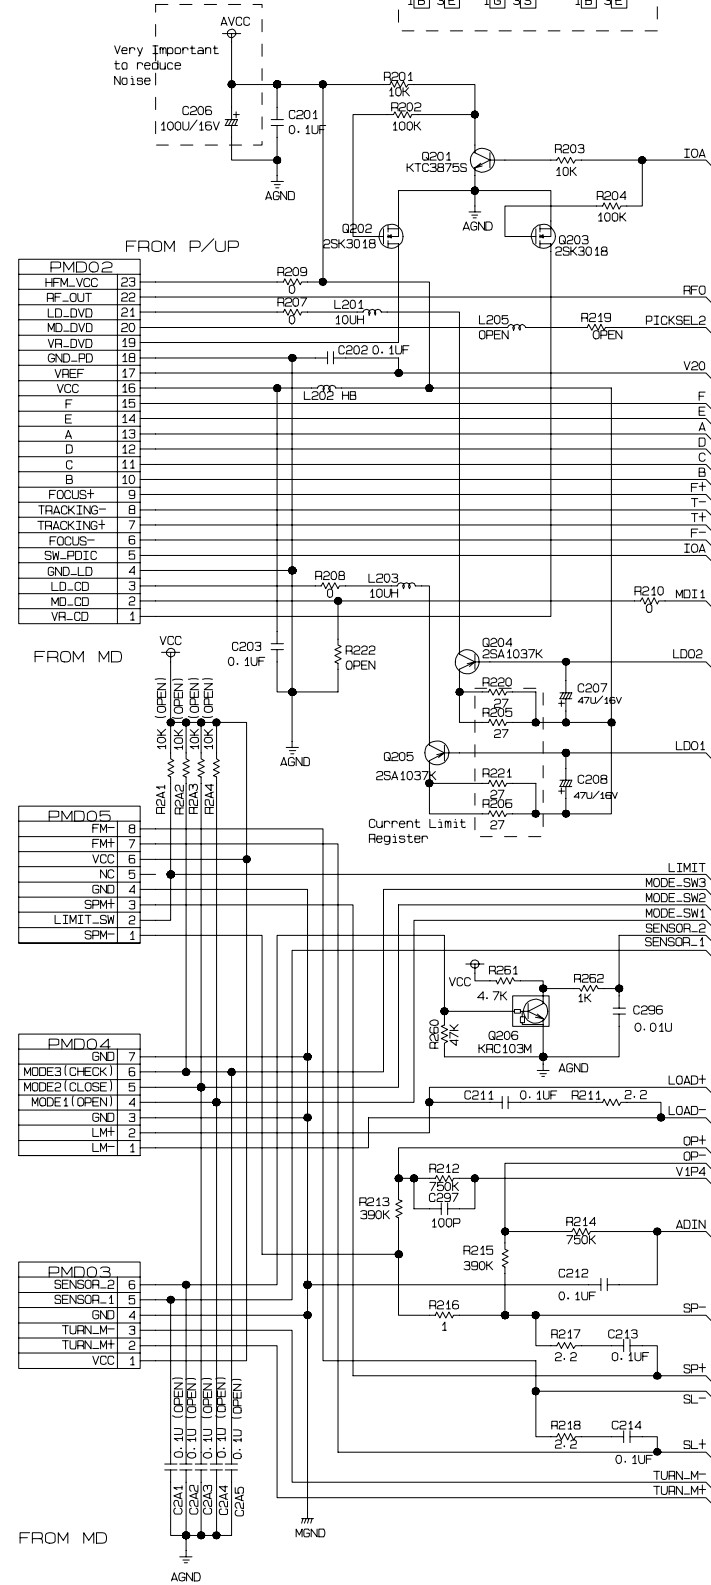 1B 3E 1G 3S 1B 3E
AVCC
Very Important
to reduce
Noise
C206
100U/16V
C201
0.1UF
AGND
R201
10K
R202
100K
Q201
KTC3875S
R203
10K
IOA
R204
100K
AGND
Q202
2SK3018
Q203
2SK3018
FROM P/UP
PMD02
HFM_VCC 23
RF_OUT 22
LD_DVD 21
MD_DVD 20
VR_DVD 19
GND_PD 18
VREF 17
VCC 16
F 15
E 14
A 13
D 12
C 11
B 10
FOCUS+ 9
TRACKING- 8
TRACKING+ 7
FOCUS- 6
SW_PDIC 5
GND_LD 4
LD_CD 3
MD_CD 2
VR_CD 1
R209
0
R207
0
L201
10UH
L205
OPEN
R219
OPEN
RFO
PICKSEL2
C202 0.1UF
V20
L202 HB
F
E
A
D
C
B
F+
T-
T+
F-
IOA
R208
0
L203
10UH
R210
0
MDI1
FROM MD
VCC
C203
0.1UF
R222
OPEN
AGND
Q204
2SA1037K
LDO2
R220
27
R205
27
C207
47U/16V
Q205
2SA1037K
LDO1
R221
27
R206
27
C208
47U/16V
Current Limit
Register
10K (OPEN)
10K (OPEN)
10K (OPEN)
10K (OPEN)
R2A1
R2A2
R2A3
R2A4
PMD05
FM- 8
FM+ 7
VCC 6
NC 5
GND 4
SPM+ 3
LIMIT_SW 2
SPM- 1
LIMIT
MODE_SW3
MODE_SW2
MODE_SW1
SENSOR_2
SENSOR_1
VCC
R261
4.7K
R262
1K
R260
47K
Q206
KRC103M
C296
0.01U
AGND
PMD04
GND 7
MODE3(CHECK) 6
MODE2(CLOSE) 5
MODE1(OPEN) 4
GND 3
LM+ 2
LM- 1
C211 0.1UF R211 2.2
LOAD+
LOAD-
OP+
OP-
V1P4
R212
750K
C297
100P
R213
390K
R214
750K
ADIN
R215
390K
C212
0.1UF
PMD03
SENSOR_2 6
SENSOR_1 5
GND 4
TURN_M- 3
TURN_M+ 2
VCC 1
R216
1
SP-
R217
2.2
C213
0.1UF
SP+
SL-
R218
2.2
C214
0.1UF
SL+
TURN_M-
TURN_M+
0.1U (OPEN)
0.1U (OPEN)
0.1U (OPEN)
0.1U (OPEN)
0.1U (OPEN)
C2A1
C2A2
C2A3
C2A4
C2A5
MGND
FROM MD
AGND